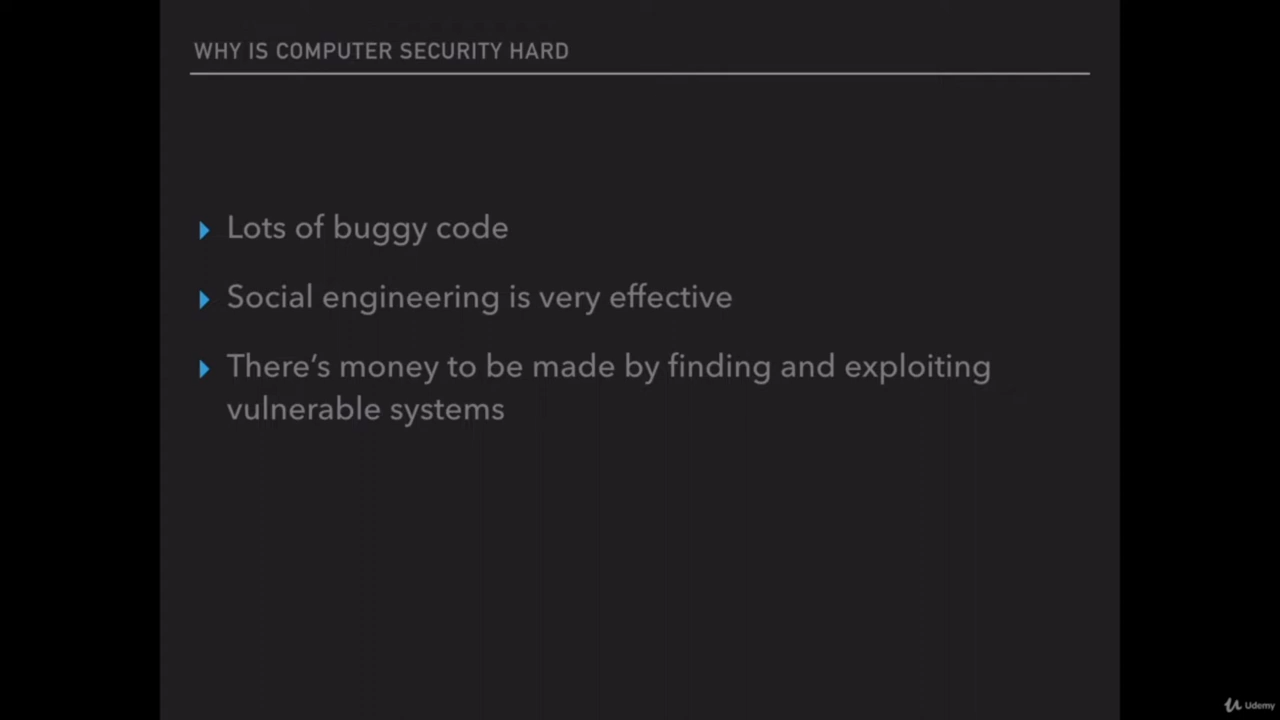 WHY IS COMPUTER SECURITY HARD
Lots of buggy code
Social engineering is very effective
There’s money to be made by finding and exploiting
vulnerable systems
Udemy